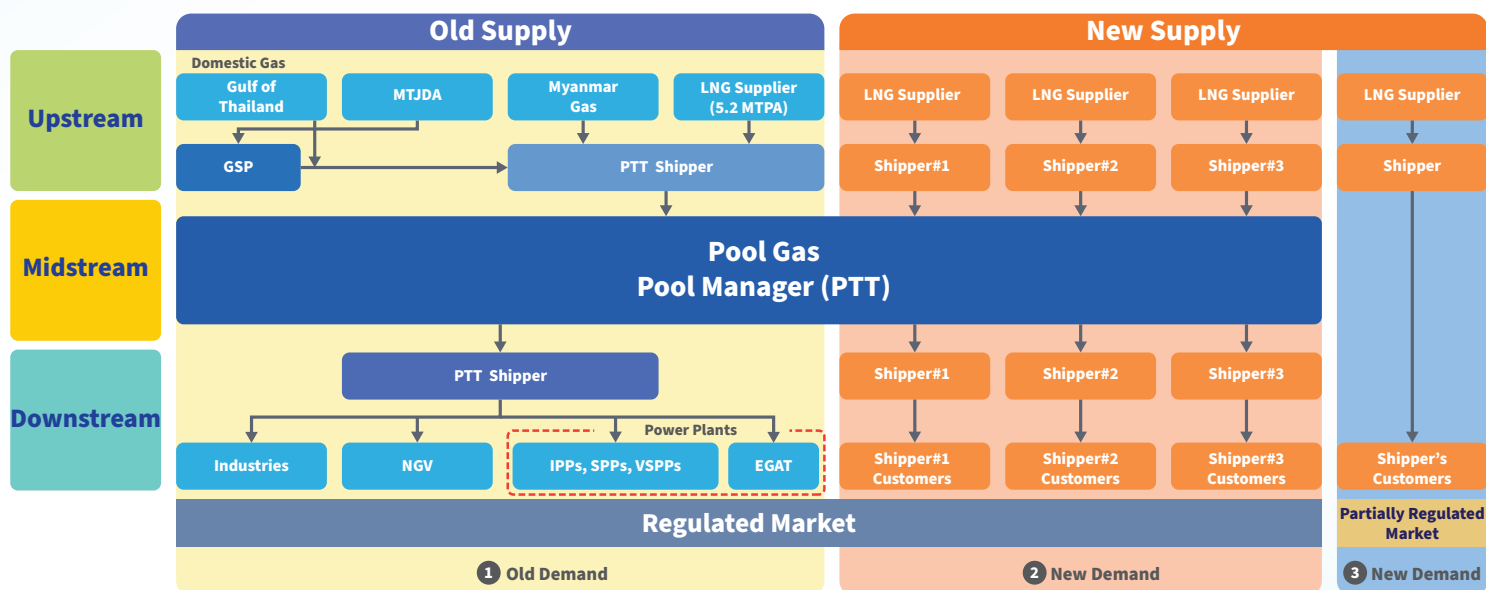 Old Supply
New Supply
Upstream
Domestic Gas
Gulf of
Thailand
MTJDA
Myanmar
Gas
LNG Supplier
(5.2 MTPA)
LNG Supplier
LNG Supplier
LNG Supplier
LNG Supplier
GSP
PTT Shipper
Shipper#1
Shipper#2
Shipper#3
Shipper
Midstream
Pool Gas
Pool Manager (PTT)
Downstream
PTT Shipper
Shipper#1
Shipper#2
Shipper#3
Power Plants
Industries
NGV
IPPs, SPPs, VSPPs
EGAT
Shipper#1
Customers
Shipper#2
Customers
Shipper#3
Customers
Shipper’s
Customers
Regulated Market
Partially Regulated
Market
1 Old Demand
2 New Demand
3 New Demand